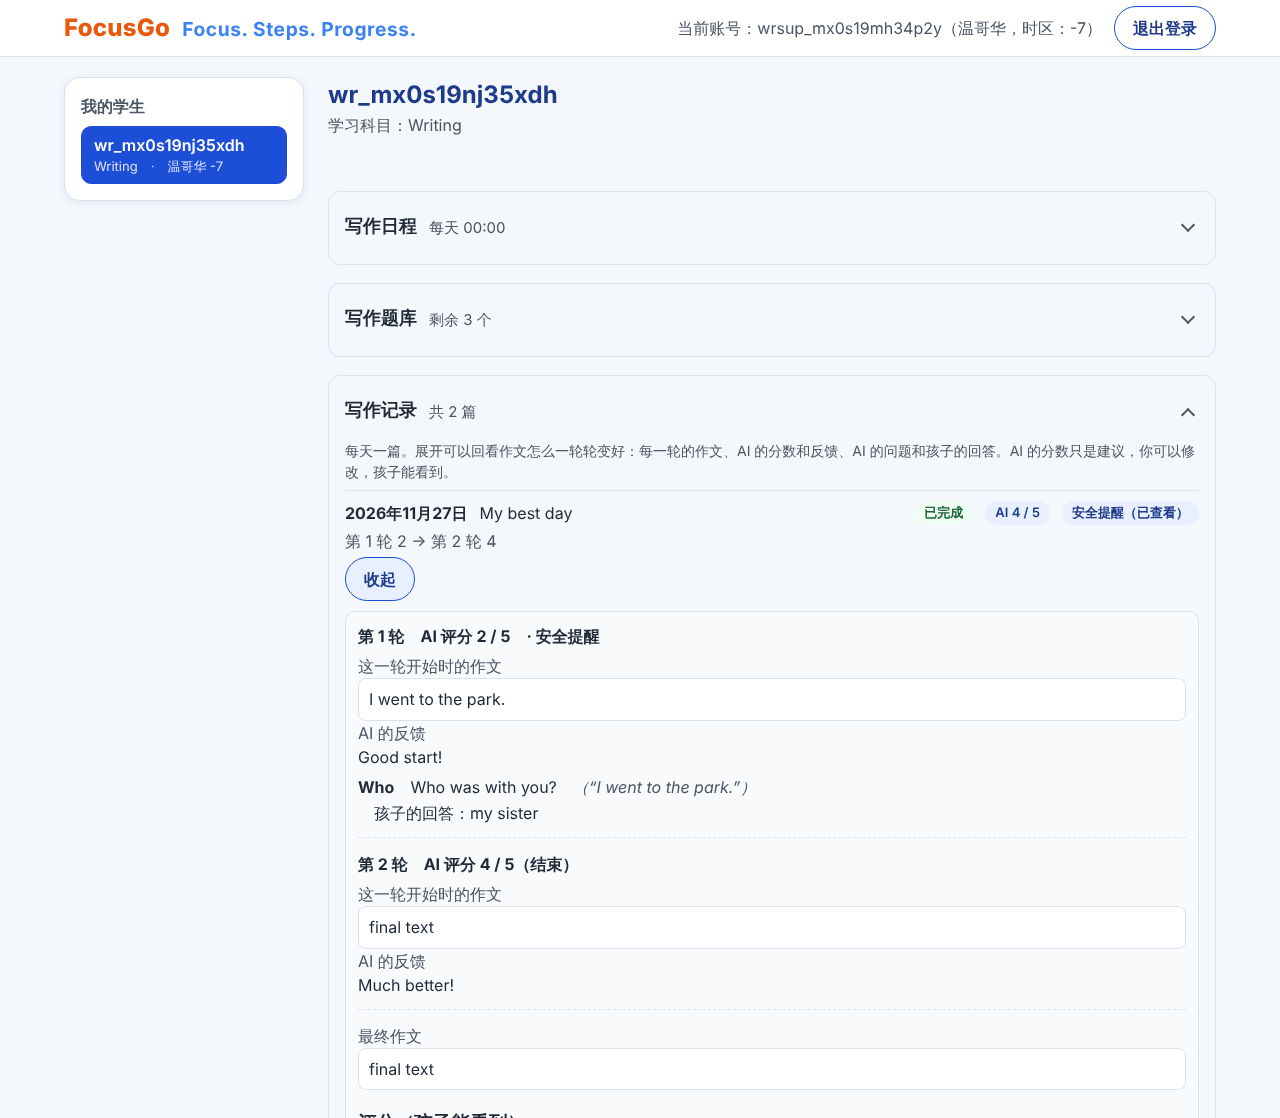 FocusGo Focus. Steps. Progress.
当前账号：wrsup_mx0s19mh34p2y（温哥华，时区：-7）
退出登录
我的学生
wr_mx0s19nj35xdh
Writing · 温哥华 -7
wr_mx0s19nj35xdh
学习科目：Writing
写作日程 每天 00:00
写作题库 剩余 3 个
写作记录 共 2 篇
每天一篇。展开可以回看作文怎么一轮轮变好：每一轮的作文、AI 的分数和反馈、AI 的问题和孩子的回答。AI 的分数只是建议，你可以修
改，孩子能看到。
2026年11月27日 My best day 已完成 AI 4 / 5 安全提醒（已查看）
第 1 轮 2 → 第 2 轮 4
收起
第 1 轮 AI 评分 2 / 5 · 安全提醒
这一轮开始时的作文
I went to the park.
AI 的反馈
Good start!
Who Who was with you? （“I went to the park.”）
孩子的回答：my sister
第 2 轮 AI 评分 4 / 5（结束）
这一轮开始时的作文
final text
AI 的反馈
Much better!
最终作文
final text
评分（孩子能看到）